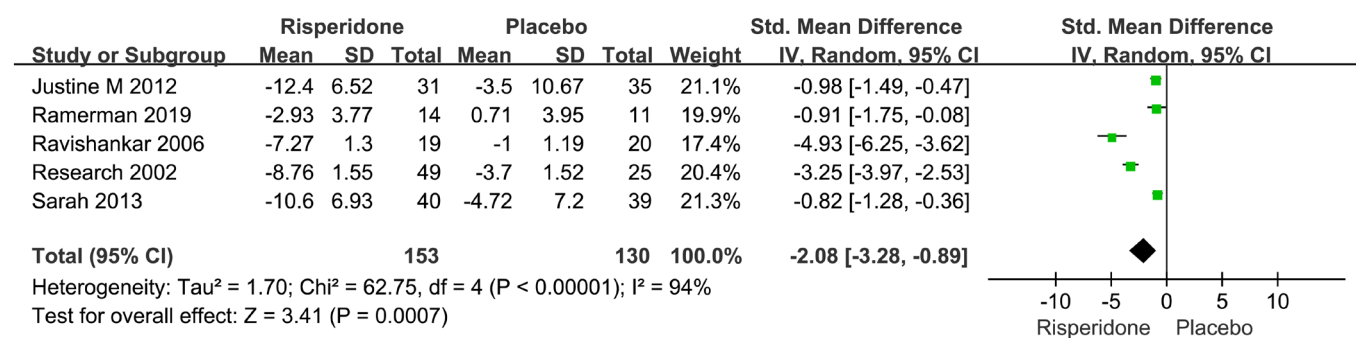 Risperidone Placebo Std. Mean Difference Std. Mean Difference
Study or Subgroup Mean SD Total Mean SD Total Weight IV, Random, 95% CI IV, Random, 95% CI
Justine M 2012 -12.4 6.52 31 -3.5 10.67 35 21.1% -0.98 [-1.49, -0.47]
Ramerman 2019 -2.93 3.77 14 0.71 3.95 11 19.9% -0.91 [-1.75, -0.08]
Ravishankar 2006 -7.27 1.3 19 -1 1.19 20 17.4% -4.93 [-6.25, -3.62]
Research 2002 -8.76 1.55 49 -3.7 1.52 25 20.4% -3.25 [-3.97, -2.53]
Sarah 2013 -10.6 6.93 40 -4.72 7.2 39 21.3% -0.82 [-1.28, -0.36]
Total (95% CI) 153 130 100.0% -2.08 [-3.28, -0.89]
Heterogeneity: Tau² = 1.70; Chi² = 62.75, df = 4 (P < 0.00001); I² = 94%
Test for overall effect: Z = 3.41 (P = 0.0007)
-10 -5 0 5 10
Risperidone Placebo